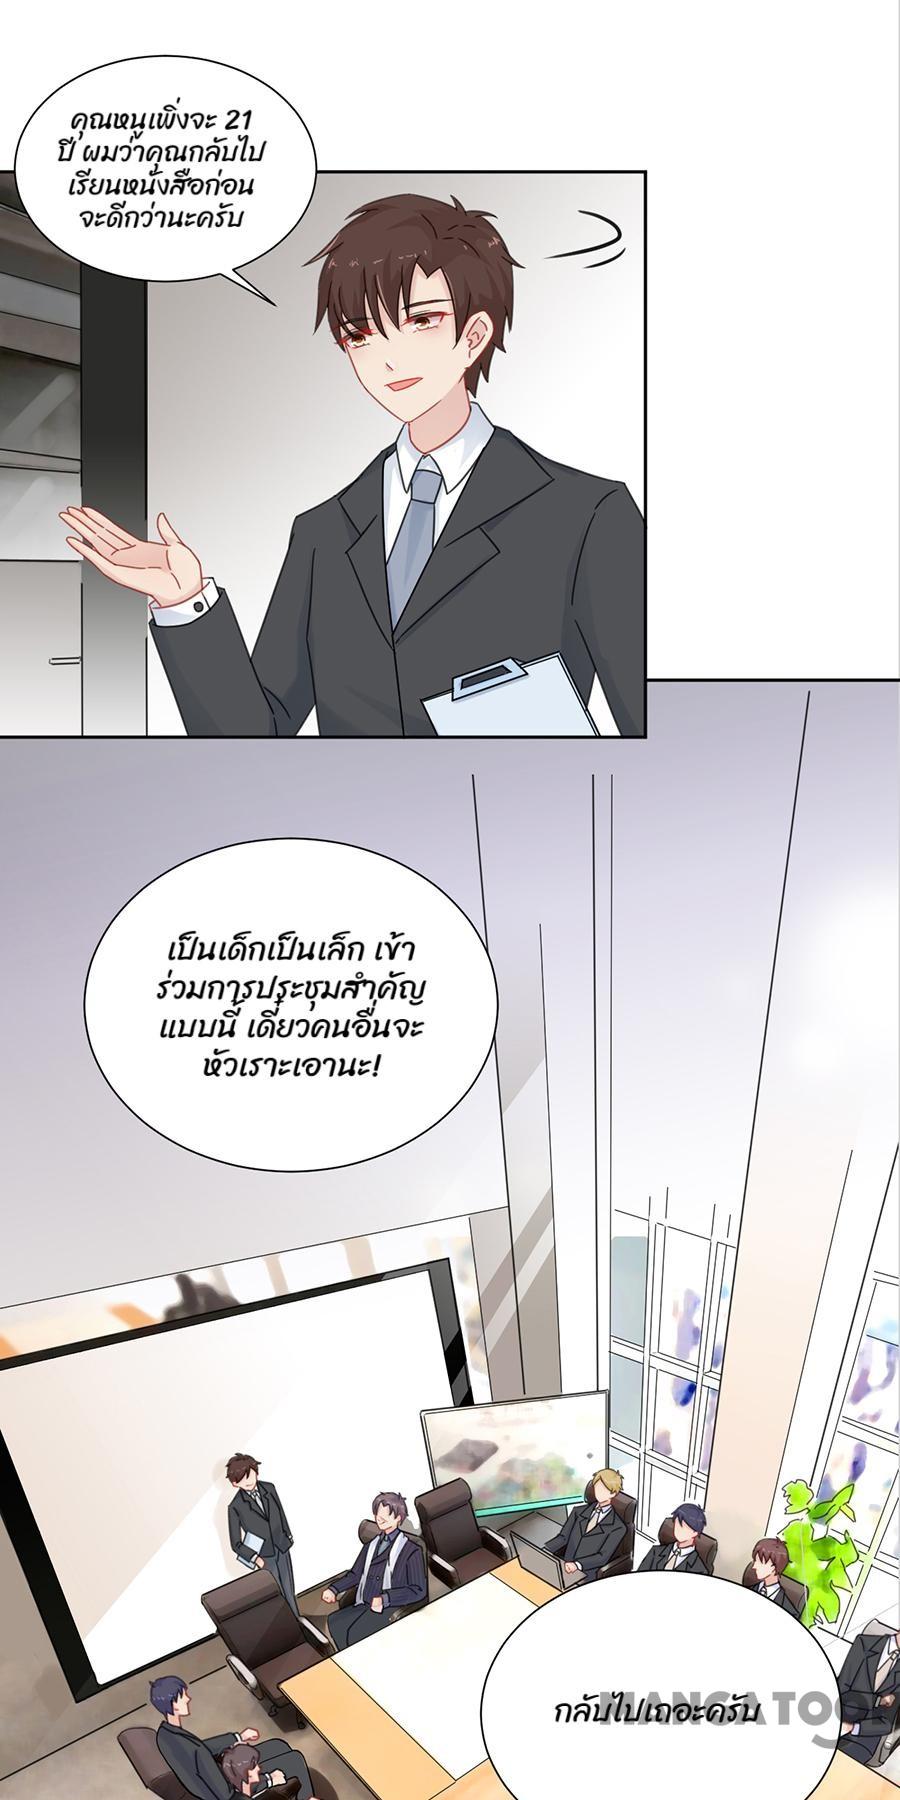 คุณหนูเพิ่งจะ 21
ปี ผมว่าคุณกลับไป
เรียนหนังสือก่อน
จะดีกว่านะครับ
เป็นเด็กเป็นเล็ก เข้า
ร่วมการประชุมสำคัญ
แบบนี้ เดี๋ยวคนอื่นจะ
หัวเราะเอานะ!
กลับไปเถอะครับ
MANGA TOON